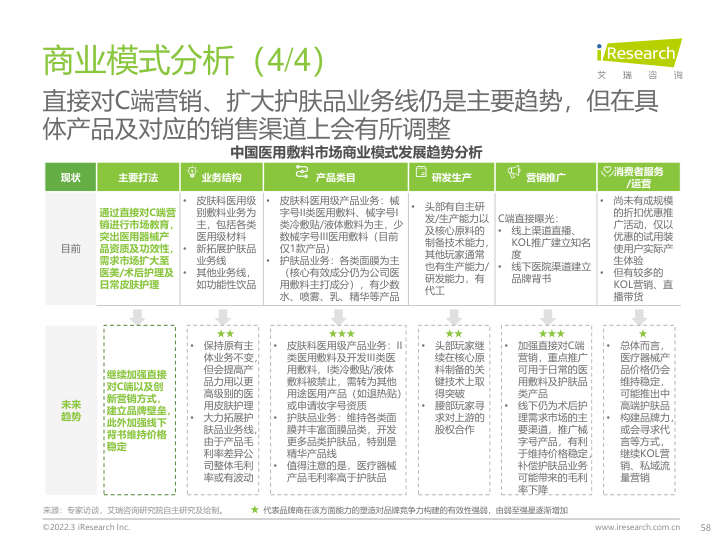 商业模式分析（4/4）
iResearch
艾 瑞 咨 询
直接对C端营销、扩大护肤品业务线仍是主要趋势，但在具
体产品及对应的销售渠道上会有所调整
中国医用敷料市场商业模式发展趋势分析
现状
主要打法
业务结构
产品类目
研发生产
营销推广
消费者服务
/运营
目前
通过直接对C端营
销进行市场教育，
突出医用器械产
品资质及功效性，
需求市场扩大至
医美/术后护理及
日常皮肤护理
• 皮肤科医用级
别敷料业务为
主，包括各类
医用级材料
• 新拓展护肤品
业务线
• 其他业务线，
如功能性饮品
• 皮肤科医用级产品业务：械
字号II类医用敷料、械字号I
类冷敷贴/液体敷料为主，少
数械字号III医用敷料（目前
仅1款产品）
• 护肤品业务：各类面膜为主
（核心有效成分仍为公司医
用敷料主打成分），有少数
水、喷雾、乳、精华等产品
• 头部有自主研
发/生产能力以
及核心原料的
制备技术能力，
其他玩家通常
也有生产能力/
研发能力，有
代工
C端直接曝光：
• 线上渠道直播、
KOL推广建立知名
度
• 线下医院渠道建立
品牌背书
• 尚未有成规模
的折扣优惠推
广活动，仅以
优惠的试用装
使用户实际产
生体验
• 但有较多的
KOL营销、直
播带货
未来
趋势
继续加强直接
对C端以及创
新营销方式，
建立品牌壁垒，
此外加强线下
背书维持价格
稳定
★★
• 保持原有主
体业务不变，
但会提高产
品力用以更
高级别的医
用皮肤护理
• 大力拓展护
肤品业务线，
由于产品毛
利率差异公
司整体毛利
率或有波动
★★★
• 皮肤科医用级产品业务：II
类医用敷料及开发III类医
用敷料，I类冷敷贴/液体
敷料被禁止，需转为其他
用途医用产品（如退热贴）
或申请妆字号资质
• 护肤品业务：维持各类面
膜并丰富面膜品类，开发
更多品类护肤品，特别是
精华产品线
• 值得注意的是，医疗器械
产品毛利率高于护肤品
★★
• 头部玩家继
续在核心原
料制备的关
键技术上取
得突破
• 腰部玩家寻
求对上游的
股权合作
★★★
• 加强直接对C端
营销，重点推广
可用于日常的医
用敷料及护肤品
类产品
• 线下仍为术后护
理需求市场的主
要渠道，推广械
字号产品，有利
于维持价格稳定，
补偿护肤品业务
可能带来的毛利
率下降
★
• 总体而言，
医疗器械产
品价格仍会
维持稳定，
可能推出中
高端护肤品
• 构建品牌力
或会寻求代
言等方式，
继续KOL营
销、私域流
量营销
来源：专家访谈，艾瑞咨询研究院自主研究及绘制。
★ 代表品牌商在该方面能力的塑造对品牌竞争力构建的有效性强弱，由弱至强星逐渐增加
©2022.3 iResearch Inc.
www.iresearch.com.cn
58